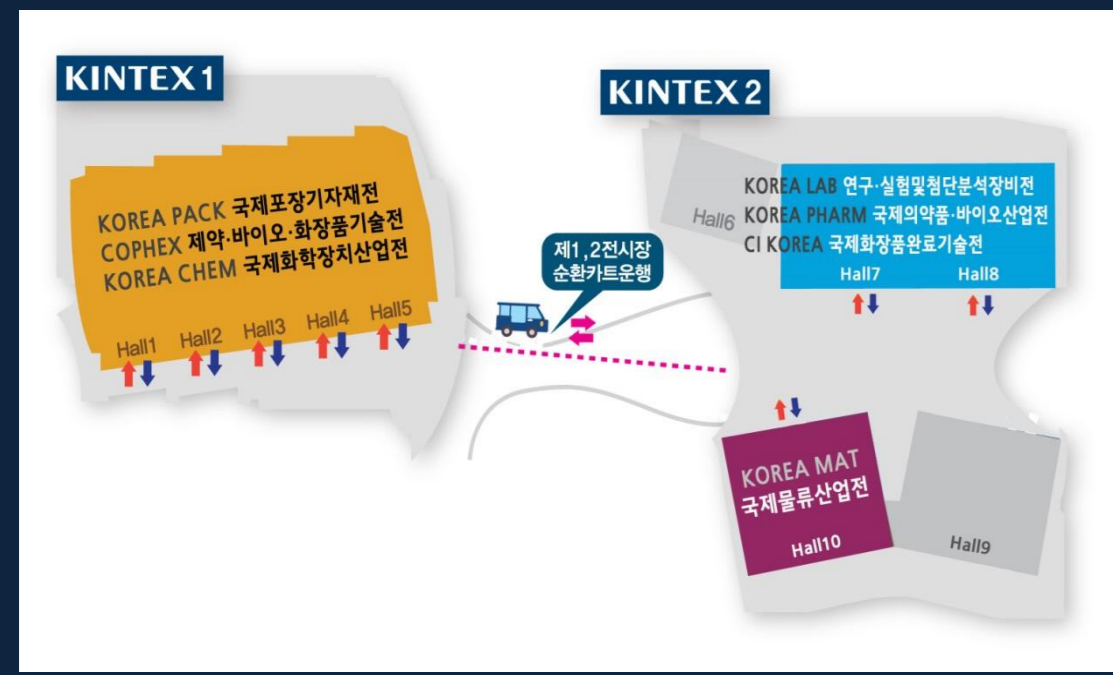 KINTEX 1
KOREA PACK 국제포장기자재전
COPHEX 제약·바이오·화장품기술전
KOREA CHEM 국제화학장치산업전
Hall1
Hall2
Hall3
Hall4
Hall5
제1,2전시장
순환카트운행
KINTEX 2
Hall6
KOREA LAB 연구·실험및첨단분석장비전
KOREA PHARM 국제의약품·바이오산업전
CI KOREA 국제화장품완료기술전
Hall7
Hall8
KOREA MAT
국제물류산업전
Hall10
Hall9